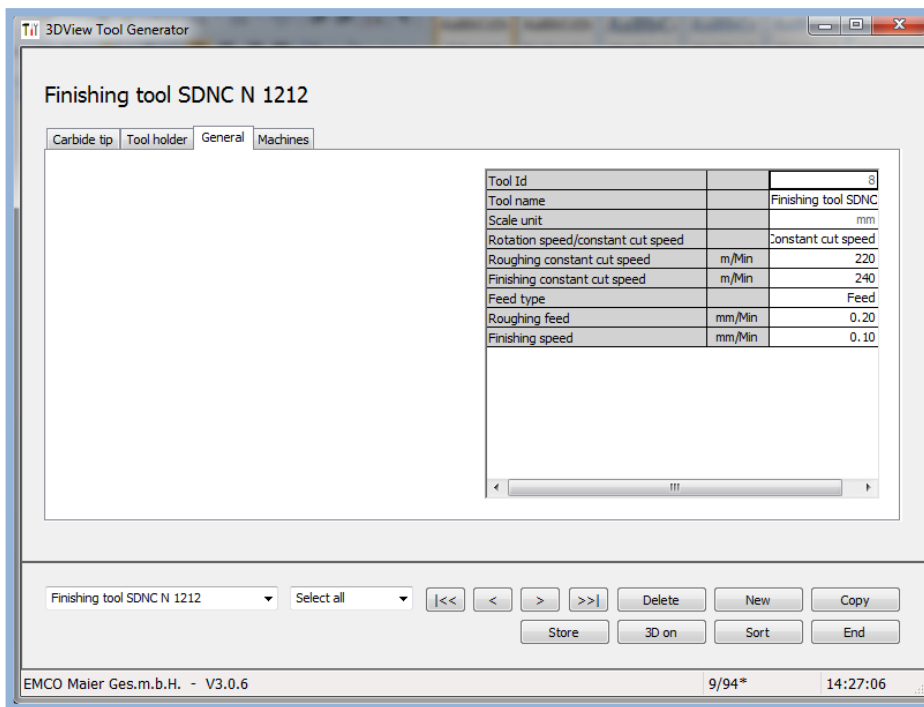 3DView Tool Generator
Finishing tool SDNC N 1212
Carbide tip Tool holder General Machines
Tool Id 8
Tool name Finishing tool SDNC
Scale unit mm
Rotation speed/constant cut speed Constant cut speed
Roughing constant cut speed m/Min 220
Finishing constant cut speed m/Min 240
Feed type Feed
Roughing feed mm/Min 0.20
Finishing speed mm/Min 0.10
Finishing tool SDNC N 1212 Select all |<< < > >>| Delete New Copy
Store 3D on Sort End
EMCO Maier Ges.m.b.H. - V3.0.6 9/94* 14:27:06